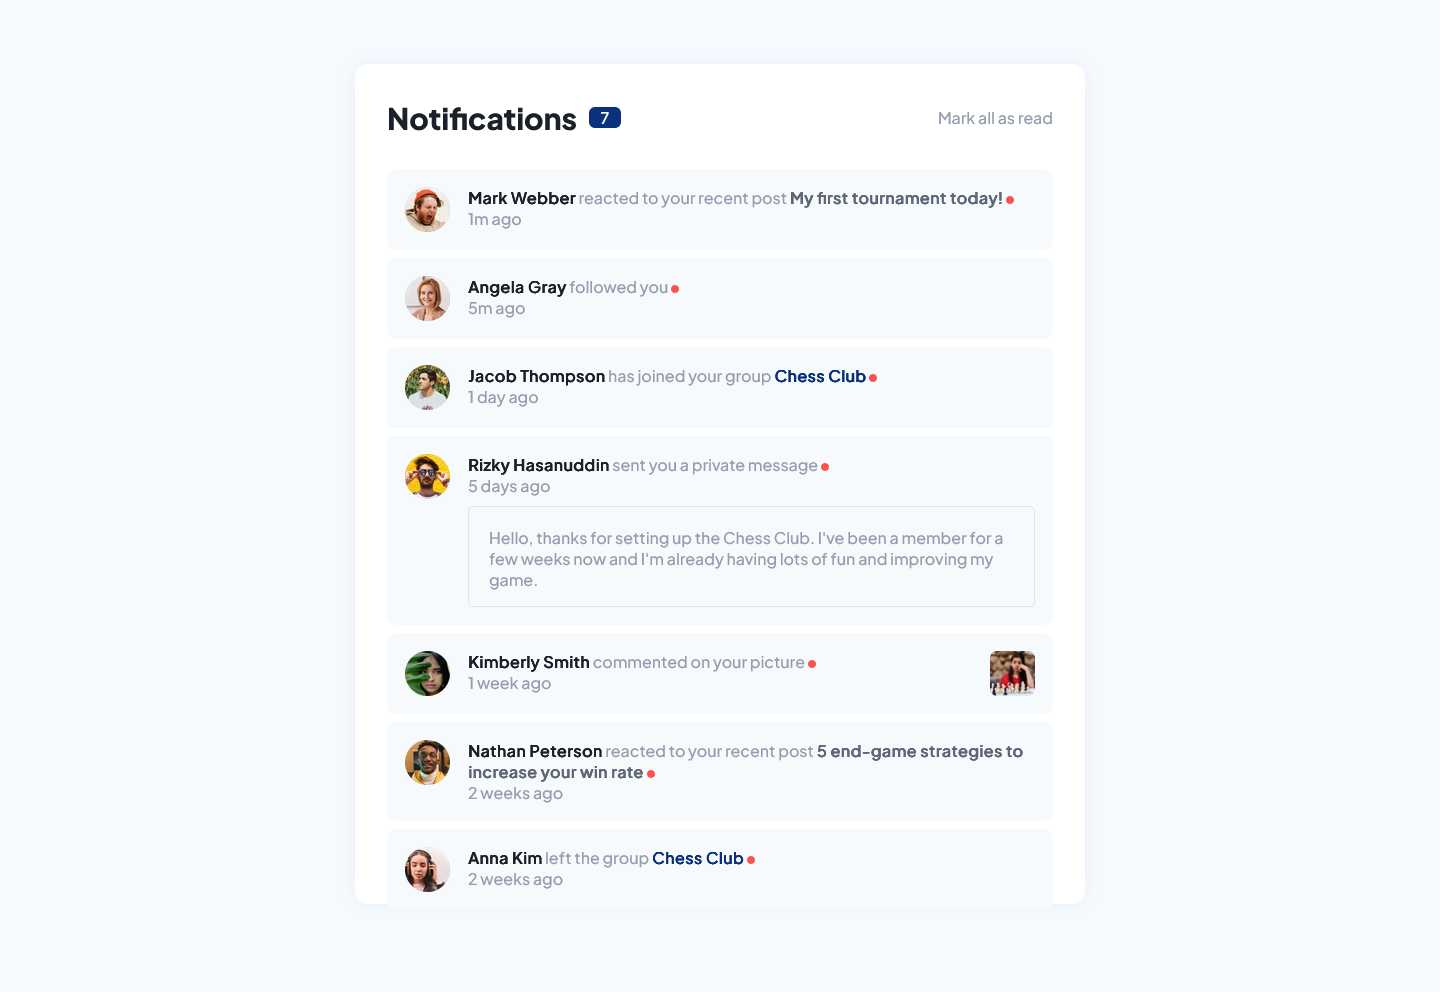 Notifications 7
Mark all as read
Mark Webber reacted to your recent post My first tournament today!
1m ago
Angela Gray followed you
5m ago
Jacob Thompson has joined your group Chess Club
1 day ago
Rizky Hasanuddin sent you a private message
5 days ago
Hello, thanks for setting up the Chess Club. I've been a member for a
few weeks now and I'm already having lots of fun and improving my
game.
Kimberly Smith commented on your picture
1 week ago
Nathan Peterson reacted to your recent post 5 end-game strategies to
increase your win rate
2 weeks ago
Anna Kim left the group Chess Club
2 weeks ago